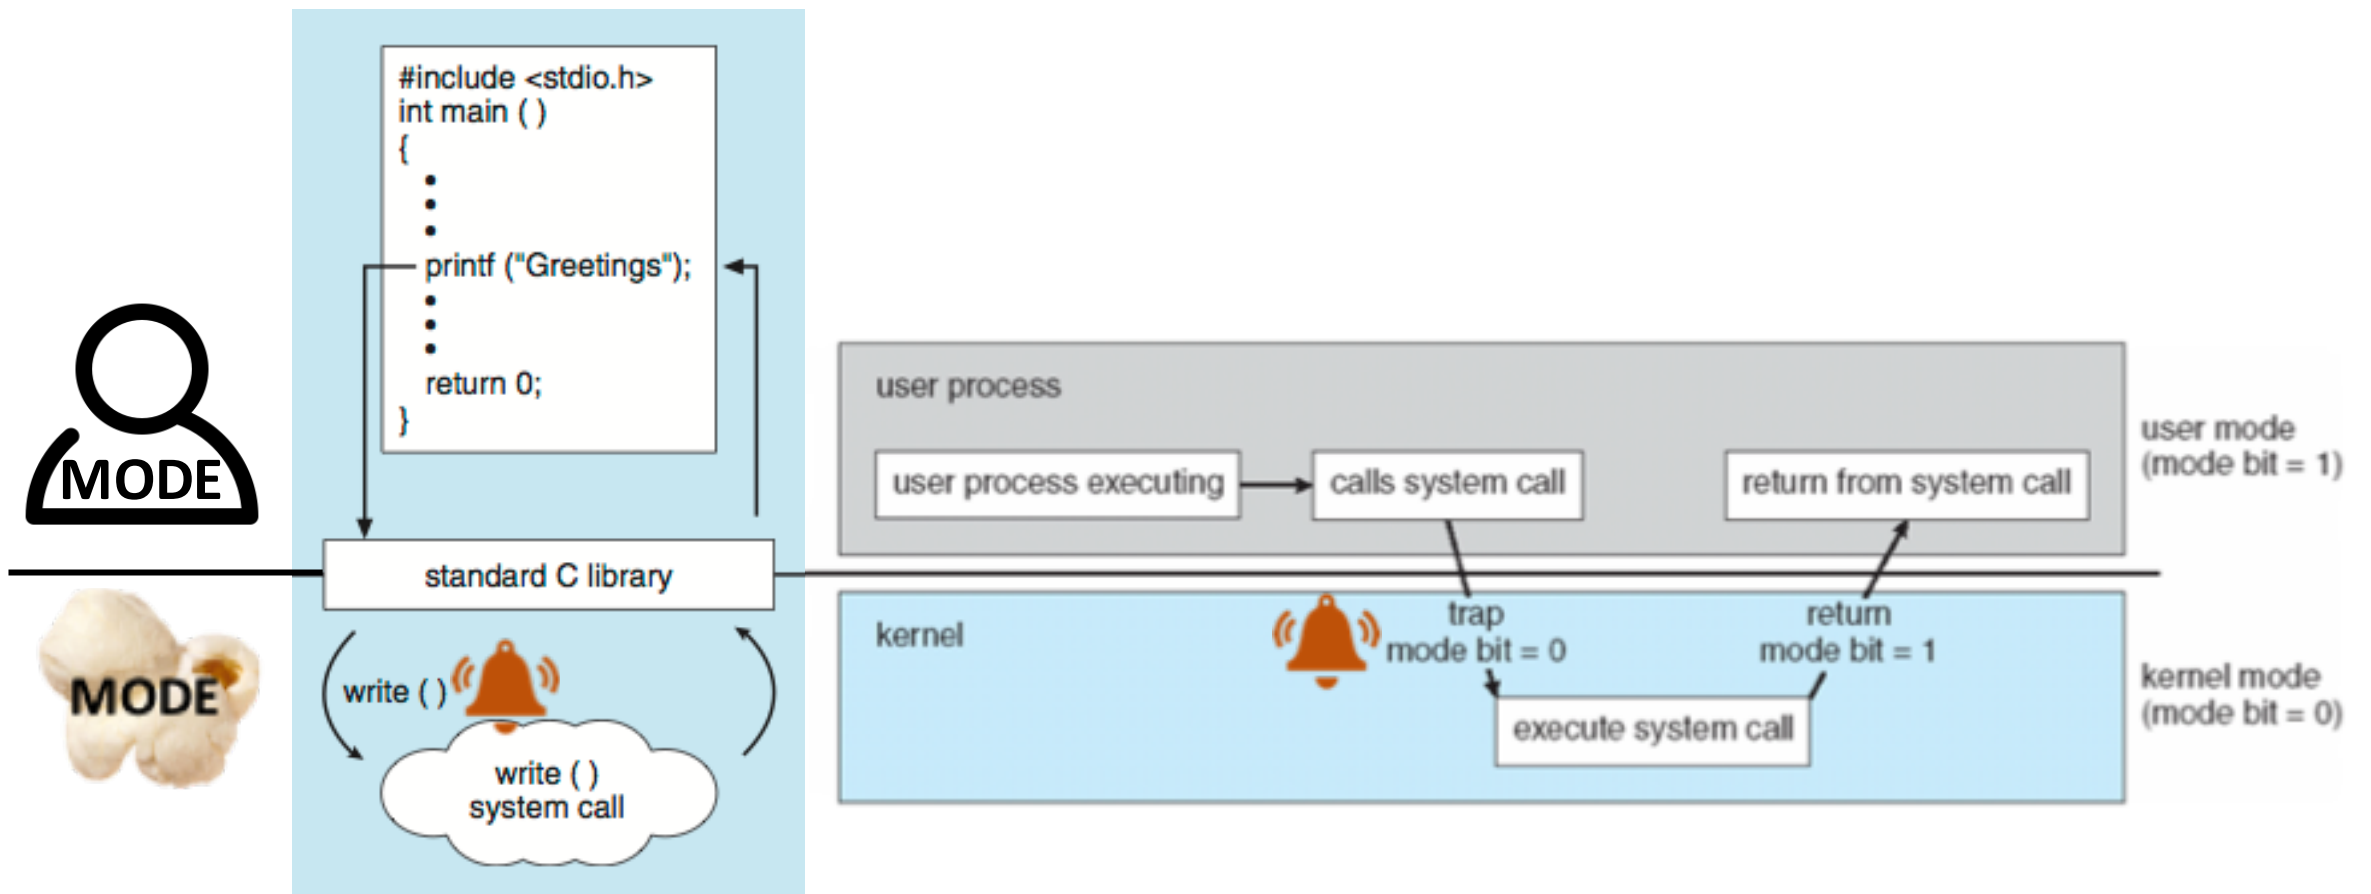 #include <stdio.h>
int main ( )
{
•
•
•
printf ("Greetings");
•
•
•
return 0;
}
MODE
standard C library
MODE
write ( )
write ( )
system call
user process
user process executing
calls system call
return from system call
user mode
(mode bit = 1)
kernel
trap
mode bit = 0
return
mode bit = 1
execute system call
kernel mode
(mode bit = 0)